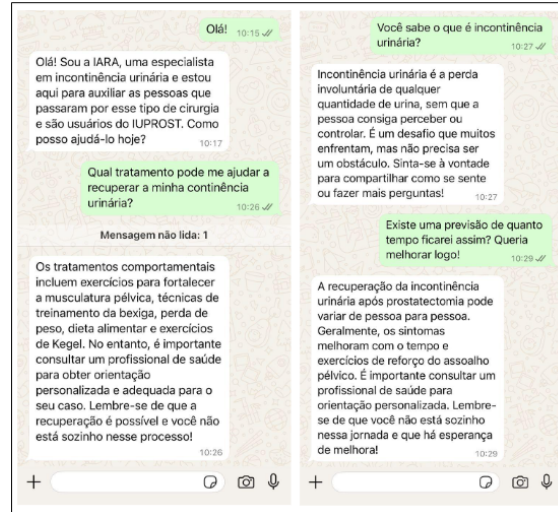 Olá!
10:15
Olá! Sou a IARA, uma especialista
em incontinência urinária e estou
aqui para auxiliar as pessoas que
passaram por esse tipo de cirurgia
e são usuários do IUPROST. Como
posso ajudá-lo hoje?
10:17
Qual tratamento pode me ajudar a
recuperar a minha continência
urinária?
10:26
Mensagem não lida: 1
Os tratamentos comportamentais
incluem exercícios para fortalecer
a musculatura pélvica, técnicas de
treinamento da bexiga, perda de
peso, dieta alimentar e exercícios
de Kegel. No entanto, é importante
consultar um profissional de saúde
para obter orientação
personalizada e adequada para o
seu caso. Lembre-se de que a
recuperação é possível e você não
está sozinho nesse processo!
10:26
Você sabe o que é incontinência
urinária?
10:27
Incontinência urinária é a perda
involuntária de qualquer
quantidade de urina, sem que a
pessoa consiga perceber ou
controlar. É um desafio que muitos
enfrentam, mas não precisa ser
um obstáculo. Sinta-se à vontade
para compartilhar como se sente
ou fazer mais perguntas!
10:27
Existe uma previsão de quanto
tempo ficarei assim? Queria
melhorar logo!
10:29
A recuperação da incontinência
urinária após prostatectomia pode
variar de pessoa para pessoa.
Geralmente, os sintomas
melhoram com o tempo e
exercícios de reforço do assoalho
pélvico. É importante consultar um
profissional de saúde para
orientação personalizada. Lembre-
se de que você não está sozinho
nessa jornada e que há esperança
de melhora!
10:29